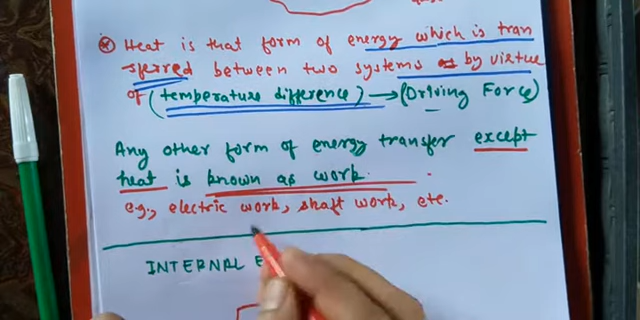 * Heat is that form of energy which is tran
sferred between two systems by virtue
of (temperature difference) → (Driving Force)
Any other form of energy transfer except
heat is known as work.
e.g., electric work, shaft work, etc.
INTERNAL E